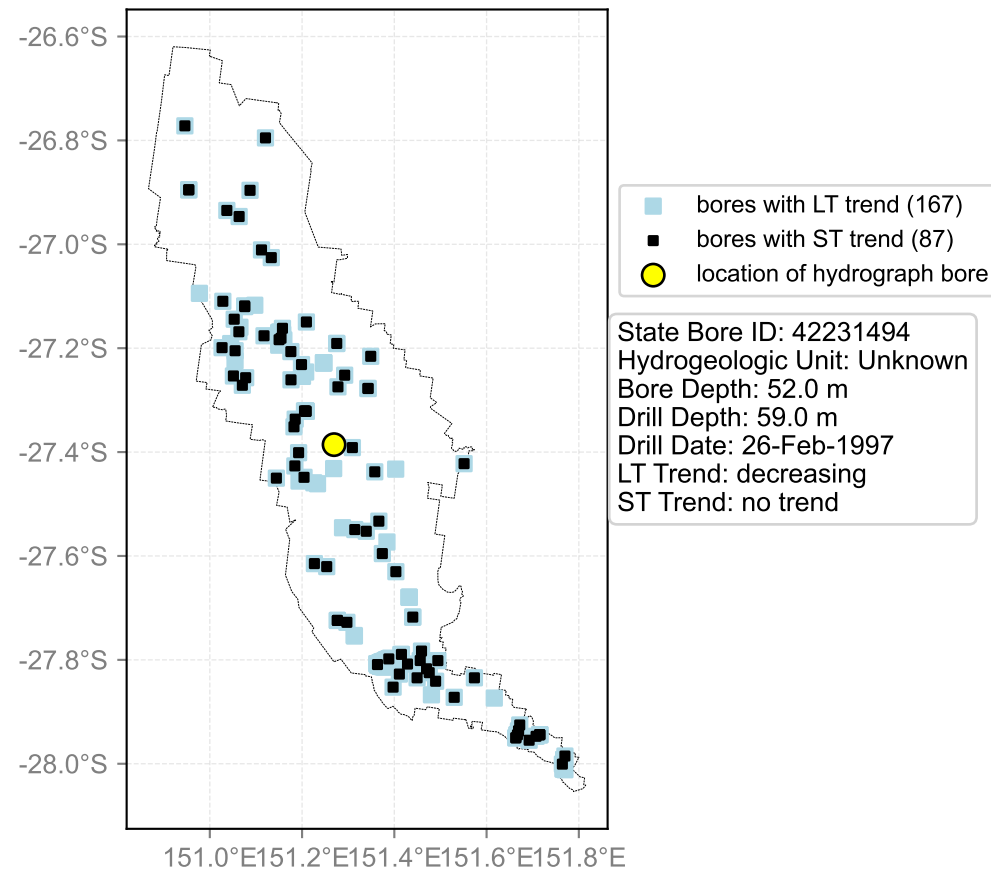 -26.6°S
-26.8°S
-27.0°S
-27.2°S
-27.4°S
-27.6°S
-27.8°S
-28.0°S
151.0°E151.2°E151.4°E151.6°E151.8°E
bores with LT trend (167)
bores with ST trend (87)
location of hydrograph bore
State Bore ID: 42231494
Hydrogeologic Unit: Unknown
Bore Depth: 52.0 m
Drill Depth: 59.0 m
Drill Date: 26-Feb-1997
LT Trend: decreasing
ST Trend: no trend